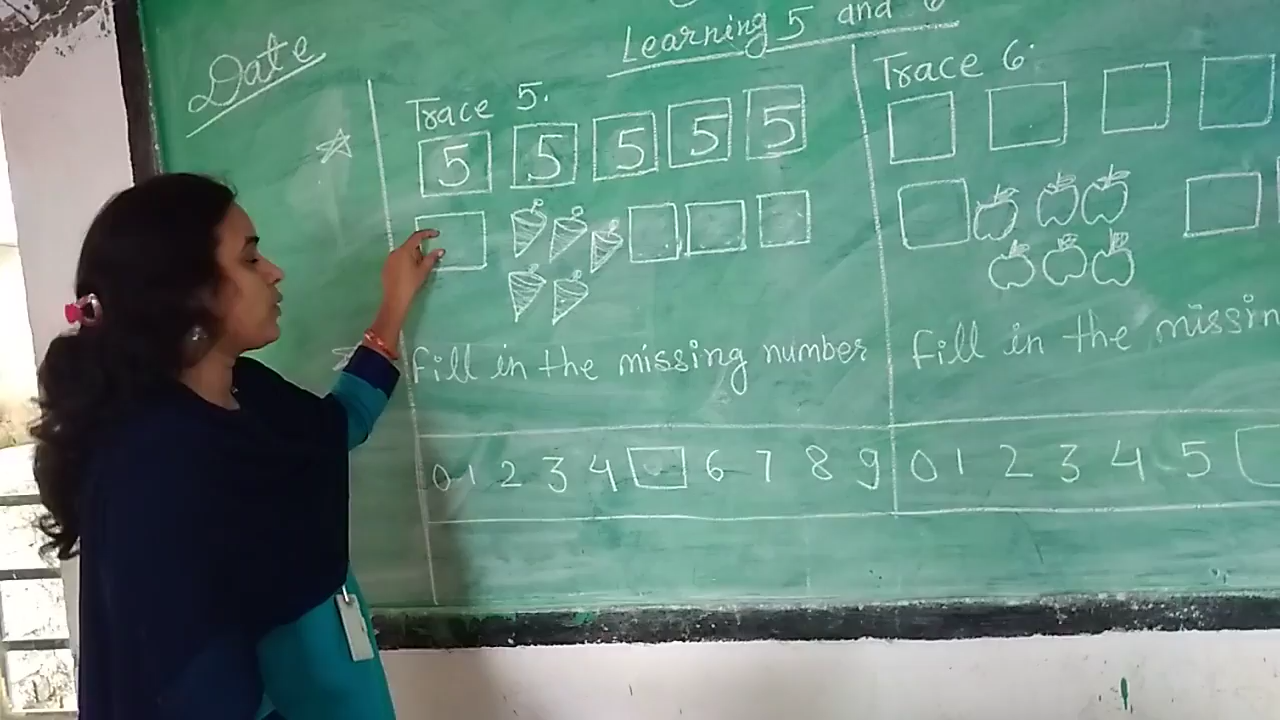 Date
Learning 5 and 6
Trace 5.
5 5 5 5 5
fill in the missing number
0 1 2 3 4 6 7 8 9
Trace 6.
fill in the missin
0 1 2 3 4 5